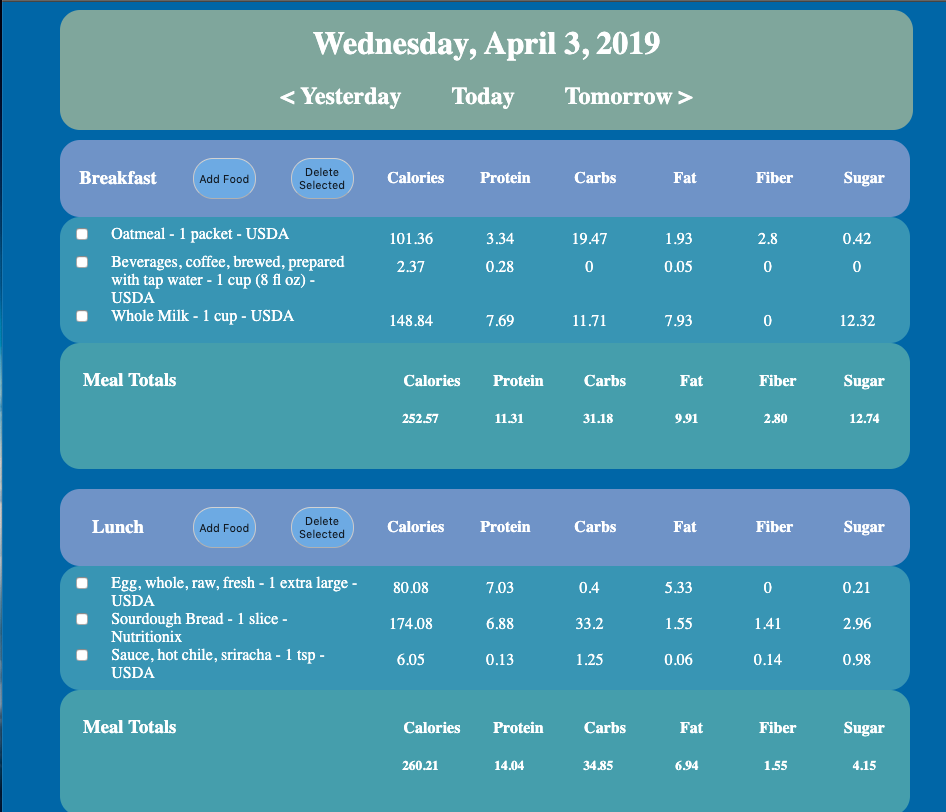 Wednesday, April 3, 2019
< Yesterday Today Tomorrow >
Breakfast Add Food Delete Selected Calories Protein Carbs Fat Fiber Sugar
Oatmeal - 1 packet - USDA 101.36 3.34 19.47 1.93 2.8 0.42
Beverages, coffee, brewed, prepared 2.37 0.28 0 0.05 0 0
with tap water - 1 cup (8 fl oz) -
USDA
Whole Milk - 1 cup - USDA 148.84 7.69 11.71 7.93 0 12.32
Meal Totals Calories Protein Carbs Fat Fiber Sugar
252.57 11.31 31.18 9.91 2.80 12.74
Lunch Add Food Delete Selected Calories Protein Carbs Fat Fiber Sugar
Egg, whole, raw, fresh - 1 extra large - 80.08 7.03 0.4 5.33 0 0.21
USDA
Sourdough Bread - 1 slice - 174.08 6.88 33.2 1.55 1.41 2.96
Nutritionix
Sauce, hot chile, sriracha - 1 tsp - 6.05 0.13 1.25 0.06 0.14 0.98
USDA
Meal Totals Calories Protein Carbs Fat Fiber Sugar
260.21 14.04 34.85 6.94 1.55 4.15